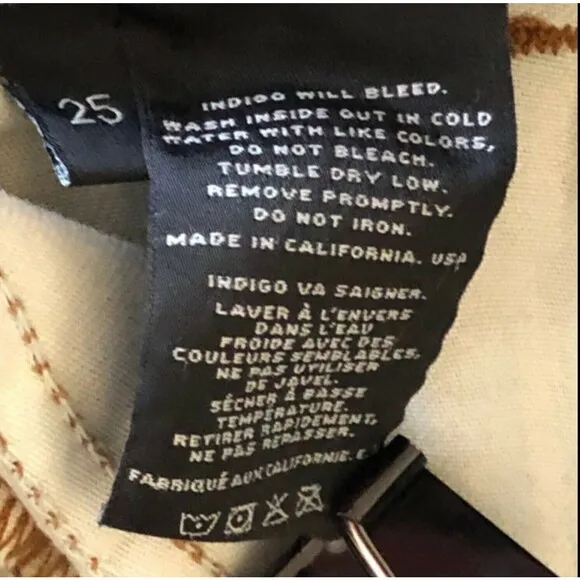 25
INDIGO WILL BLEED.
WASH INSIDE OUT IN COLD
WATER WITH LIKE COLORS,
DO NOT BLEACH.
TUMBLE DRY LOW.
REMOVE PROMPTLY.
DO NOT IRON.
MADE IN CALIFORNIA. USA
INDIGO VA SAIGNER.
LAVER À L'ENVERS
DANS L'EAU
FROIDE AVEC DES
COULEURS SEMBLABLES,
NE PAS UTILISER
DE JAVEL.
SÉCHER À BASSE
TEMPÉRATURE.
RETIRER RAPIDEMENT,
NE PAS REPASSER.
FABRIQUÉ AUX CALIFORNIE. E.